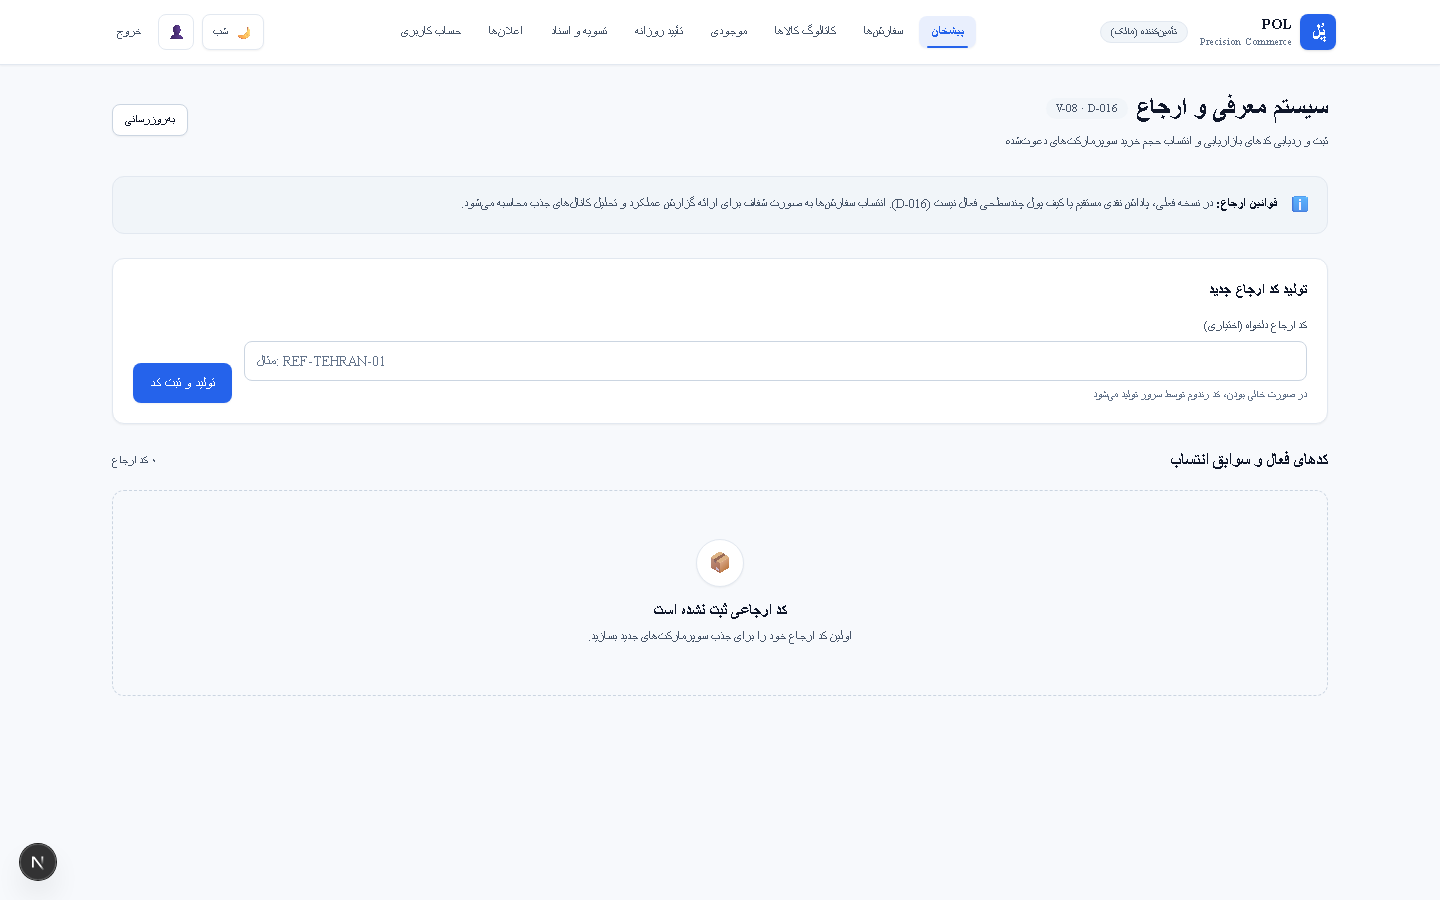 پُل
POL
Precision Commerce
تأمین‌کننده (مالک)
پیشخان
سفارش‌ها
کاتالوگ کالاها
موجودی
تأیید روزانه
تسویه و اسناد
اعلان‌ها
حساب کاربری
🌙 شب
👤
خروج
سیستم معرفی و ارجاع
V-08 · D-016
ثبت و ردیابی کدهای بازاریابی و انتساب حجم خرید سوپرمارکت‌های دعوت‌شده
به‌روزرسانی
ℹ️ قوانین ارجاع: در نسخه فعلی، پاداش نقدی مستقیم یا کیف پول چندسطحی فعال نیست (D-016). انتساب سفارش‌ها به صورت شفاف برای ارائه گزارش عملکرد و تحلیل کانال‌های جذب محاسبه می‌شود.
تولید کد ارجاع جدید
کد ارجاع دلخواه (اختیاری)
مثال: REF-TEHRAN-01
تولید و ثبت کد
در صورت خالی بودن، کد رندوم توسط سرور تولید می‌شود
کدهای فعال و سوابق انتساب
۰ کد ارجاع
📦
کد ارجاعی ثبت نشده است
اولین کد ارجاع خود را برای جذب سوپرمارکت‌های جدید بسازید.
N